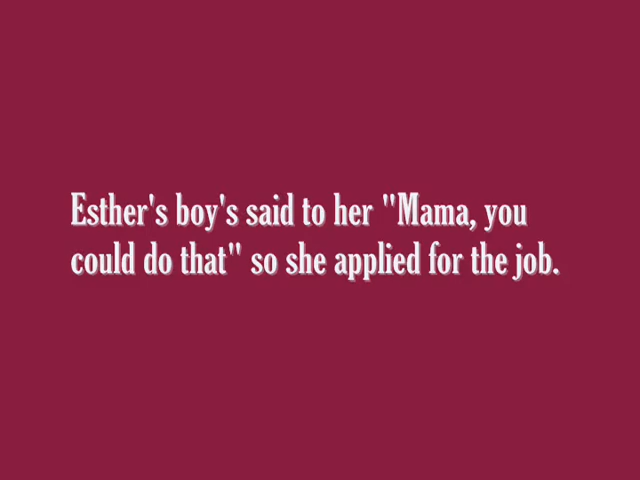 Esther's boy's said to her "Mama, you
could do that" so she applied for the job.